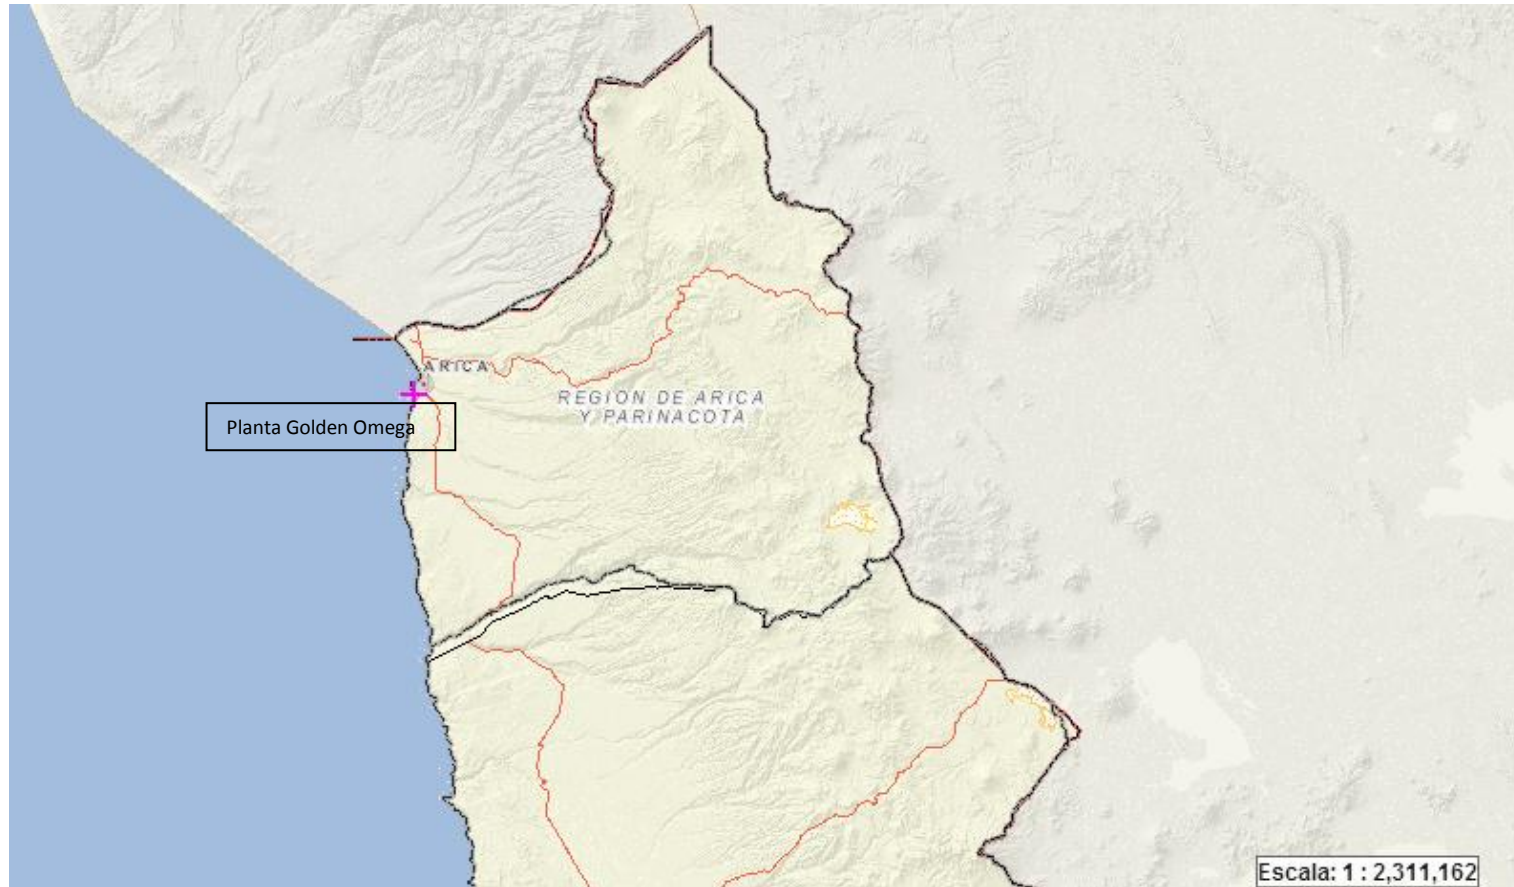 ARICA
REGION DE ARICA
Y PARINACOTA
Planta Golden Omega
Escala: 1 : 2,311,162